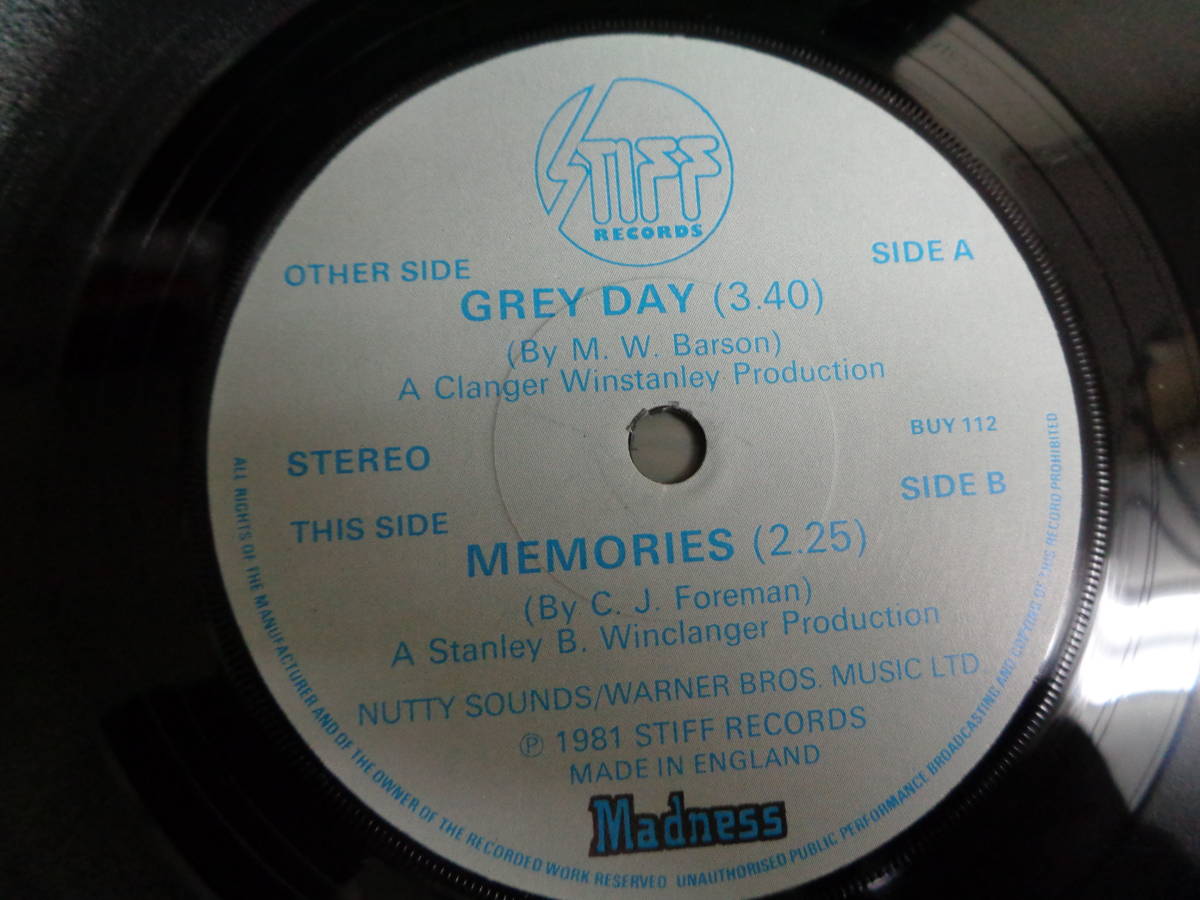 STIFF
RECORDS
OTHER SIDE
SIDE A
GREY DAY (3.40)
(By M. W. Barson)
A Clanger Winstanley Production
BUY 112
STEREO
SIDE B
THIS SIDE
MEMORIES (2.25)
(By C. J. Foreman)
A Stanley B. Winclanger Production
NUTTY SOUNDS/WARNER BROS. MUSIC LTD
℗ 1981 STIFF RECORDS
MADE IN ENGLAND
Madness
ALL RIGHTS OF THE MANUFACTURER AND OF THE OWNER OF THE RECORDED WORK RESERVED UNAUTHORISED PUBLIC PERFORMANCE BROADCASTING AND COPYING OF THIS RECORD PROHIBITED